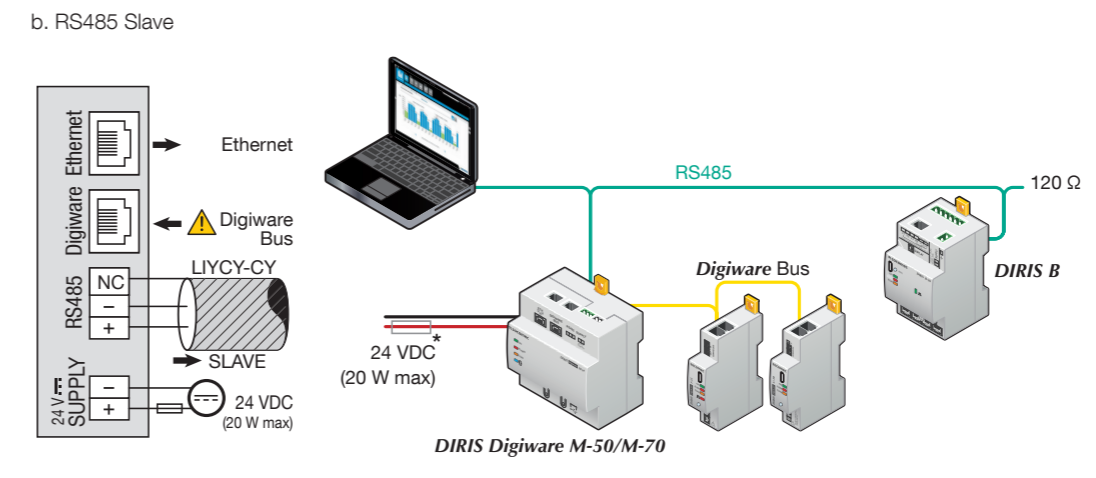 b. RS485 Slave
Ethernet
Ethernet
Digiware
Digiware
Bus
RS485
NC
–
+
LIYCY-CY
SLAVE
24 V
SUPPLY
–
+
24 VDC
(20 W max)
RS485
120 Ω
Digiware Bus
DIRIS B
*
24 VDC
(20 W max)
DIRIS Digiware M-50/M-70